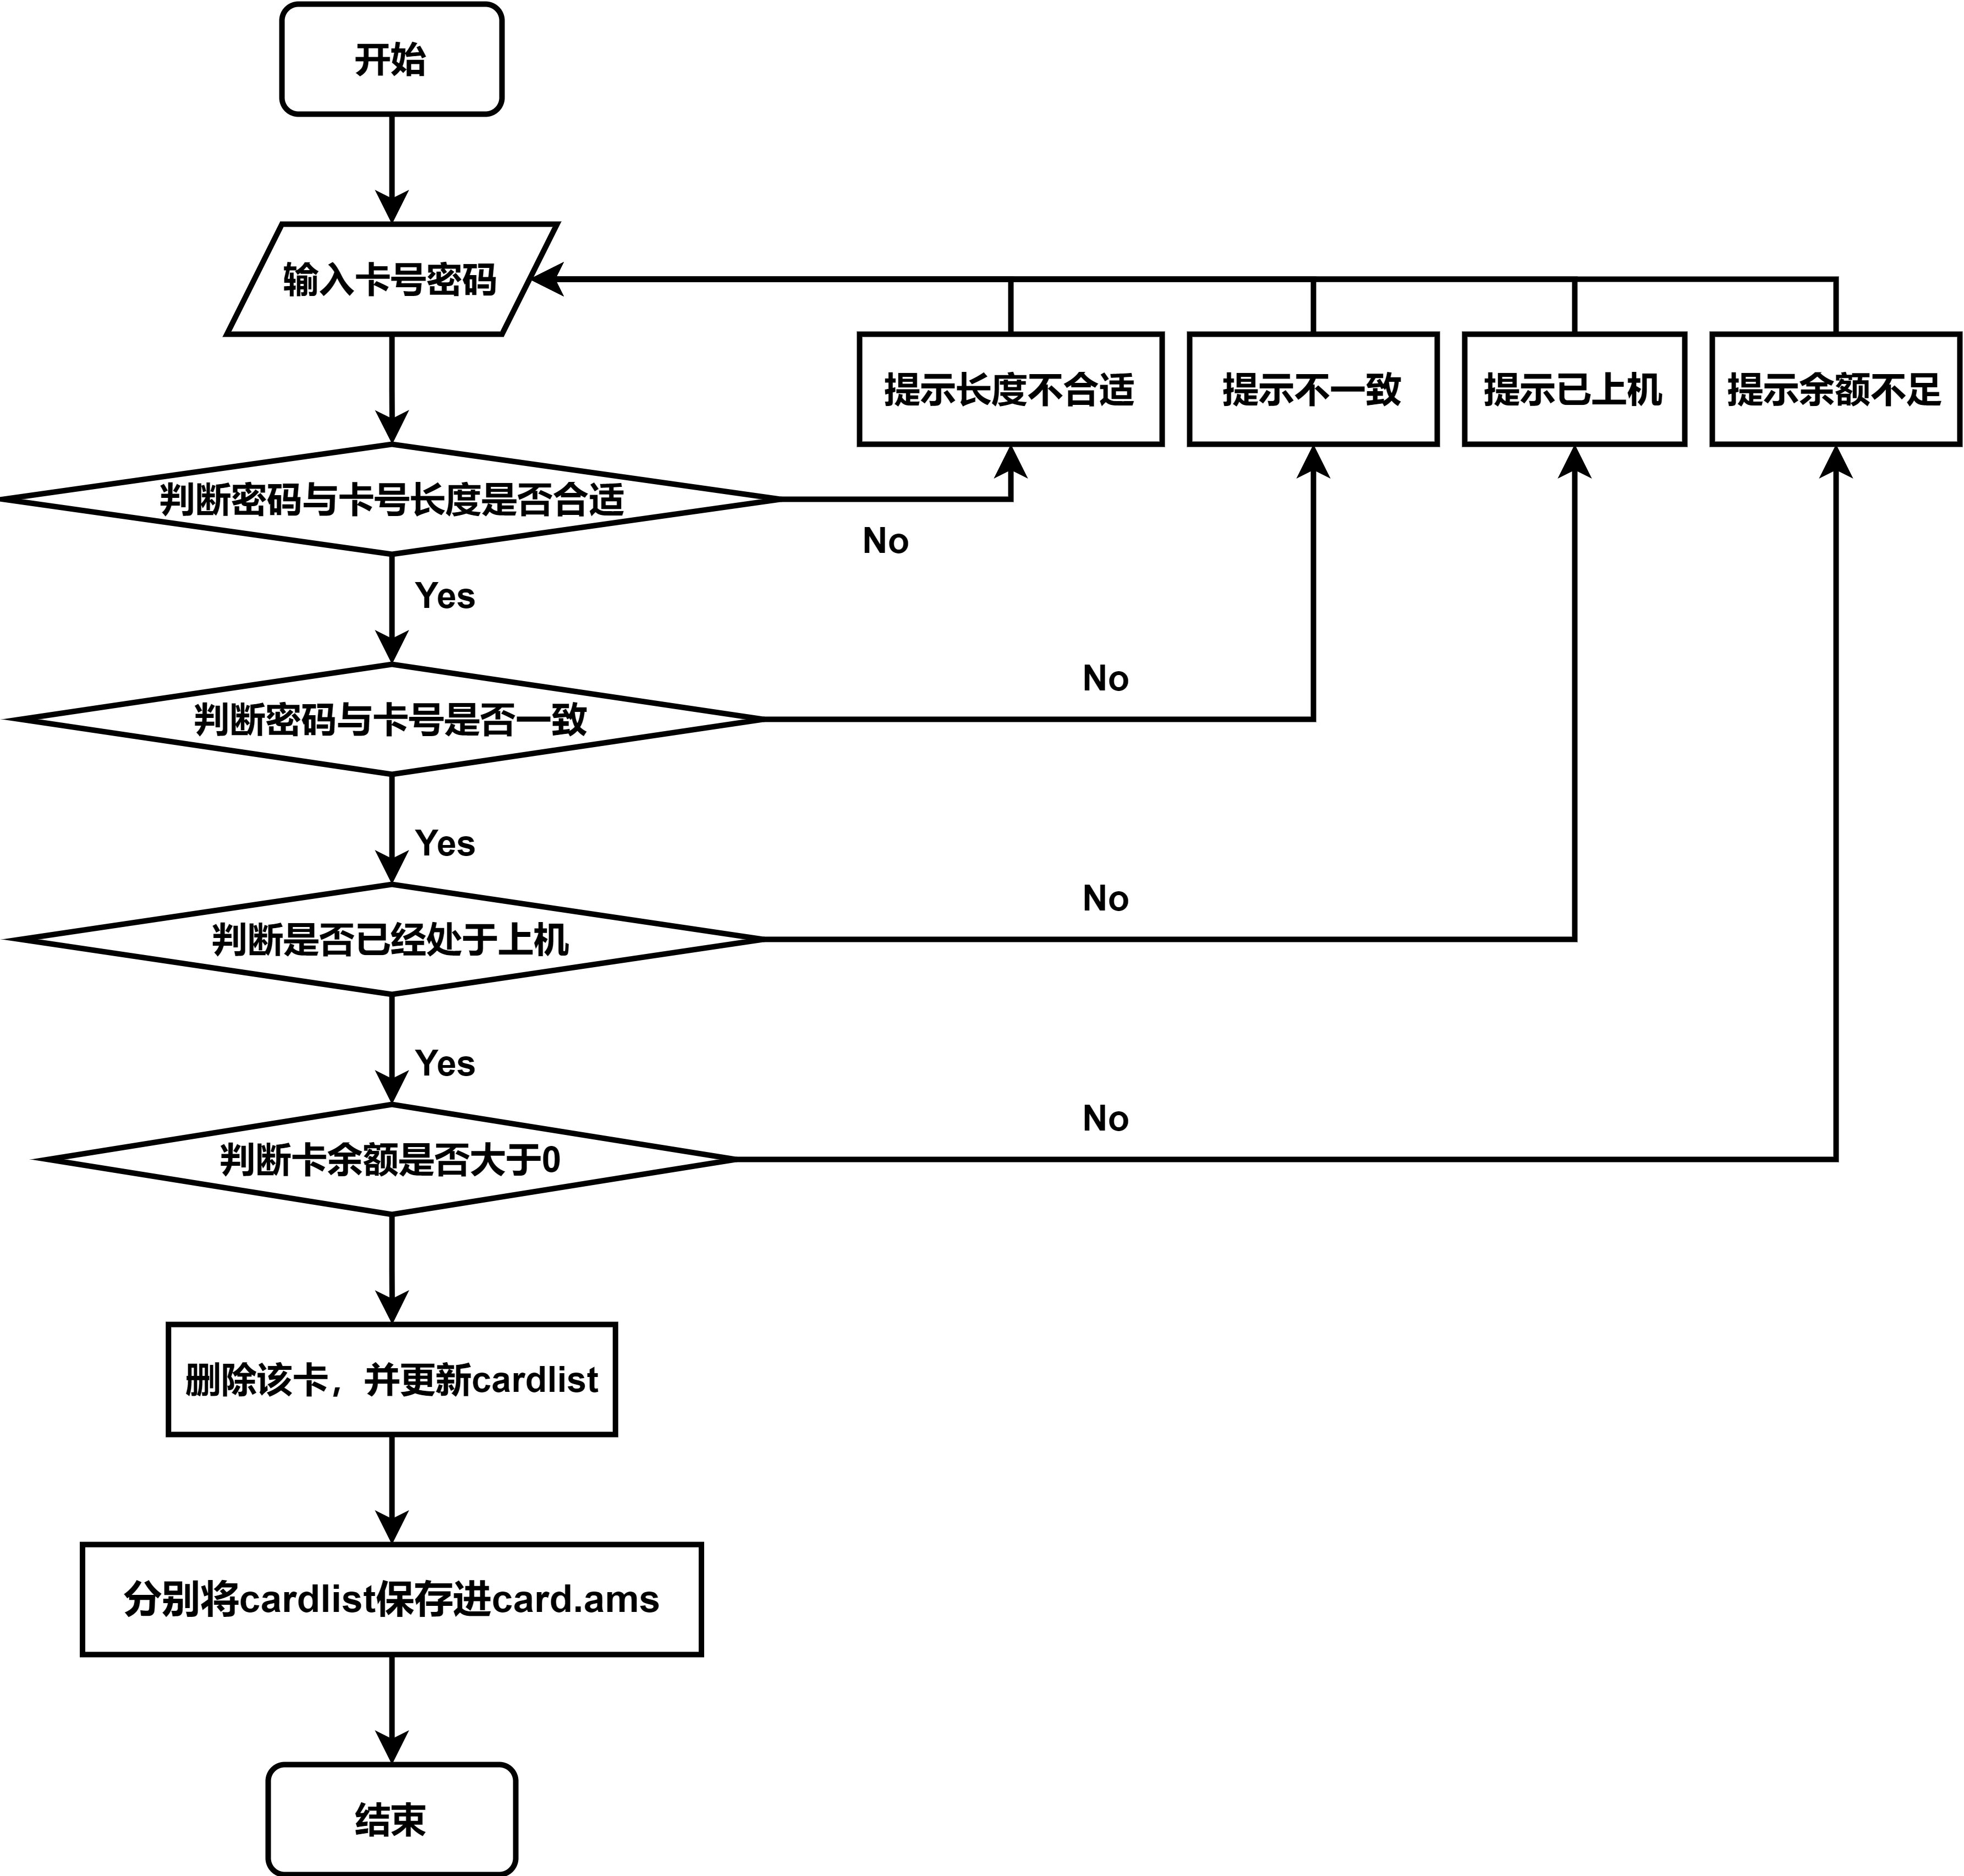 开始
输入卡号密码
提示长度不合适
提示不一致
提示已上机
提示余额不足
判断密码与卡号长度是否合适
No
Yes
判断密码与卡号是否一致
No
Yes
判断是否已经处于上机
No
Yes
判断卡余额是否大于0
No
删除该卡，并更新cardlist
分别将cardlist保存进card.ams
结束